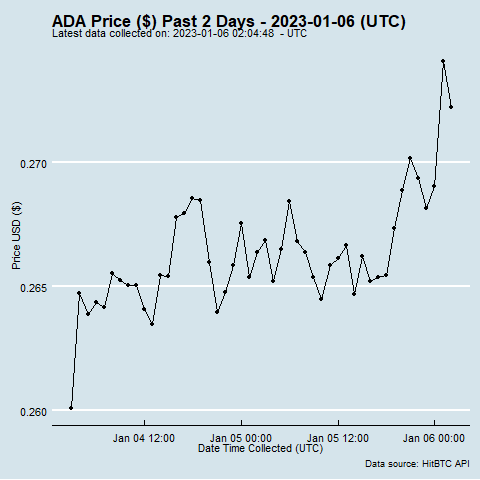 ADA Price ($) Past 2 Days - 2023-01-06 (UTC)
Latest data collected on: 2023-01-06 02:04:48 - UTC
0.270
0.265
0.260
Price USD ($)
Jan 04 12:00 Jan 05 00:00 Jan 05 12:00 Jan 06 00:00
Date Time Collected (UTC)
Data source: HitBTC API